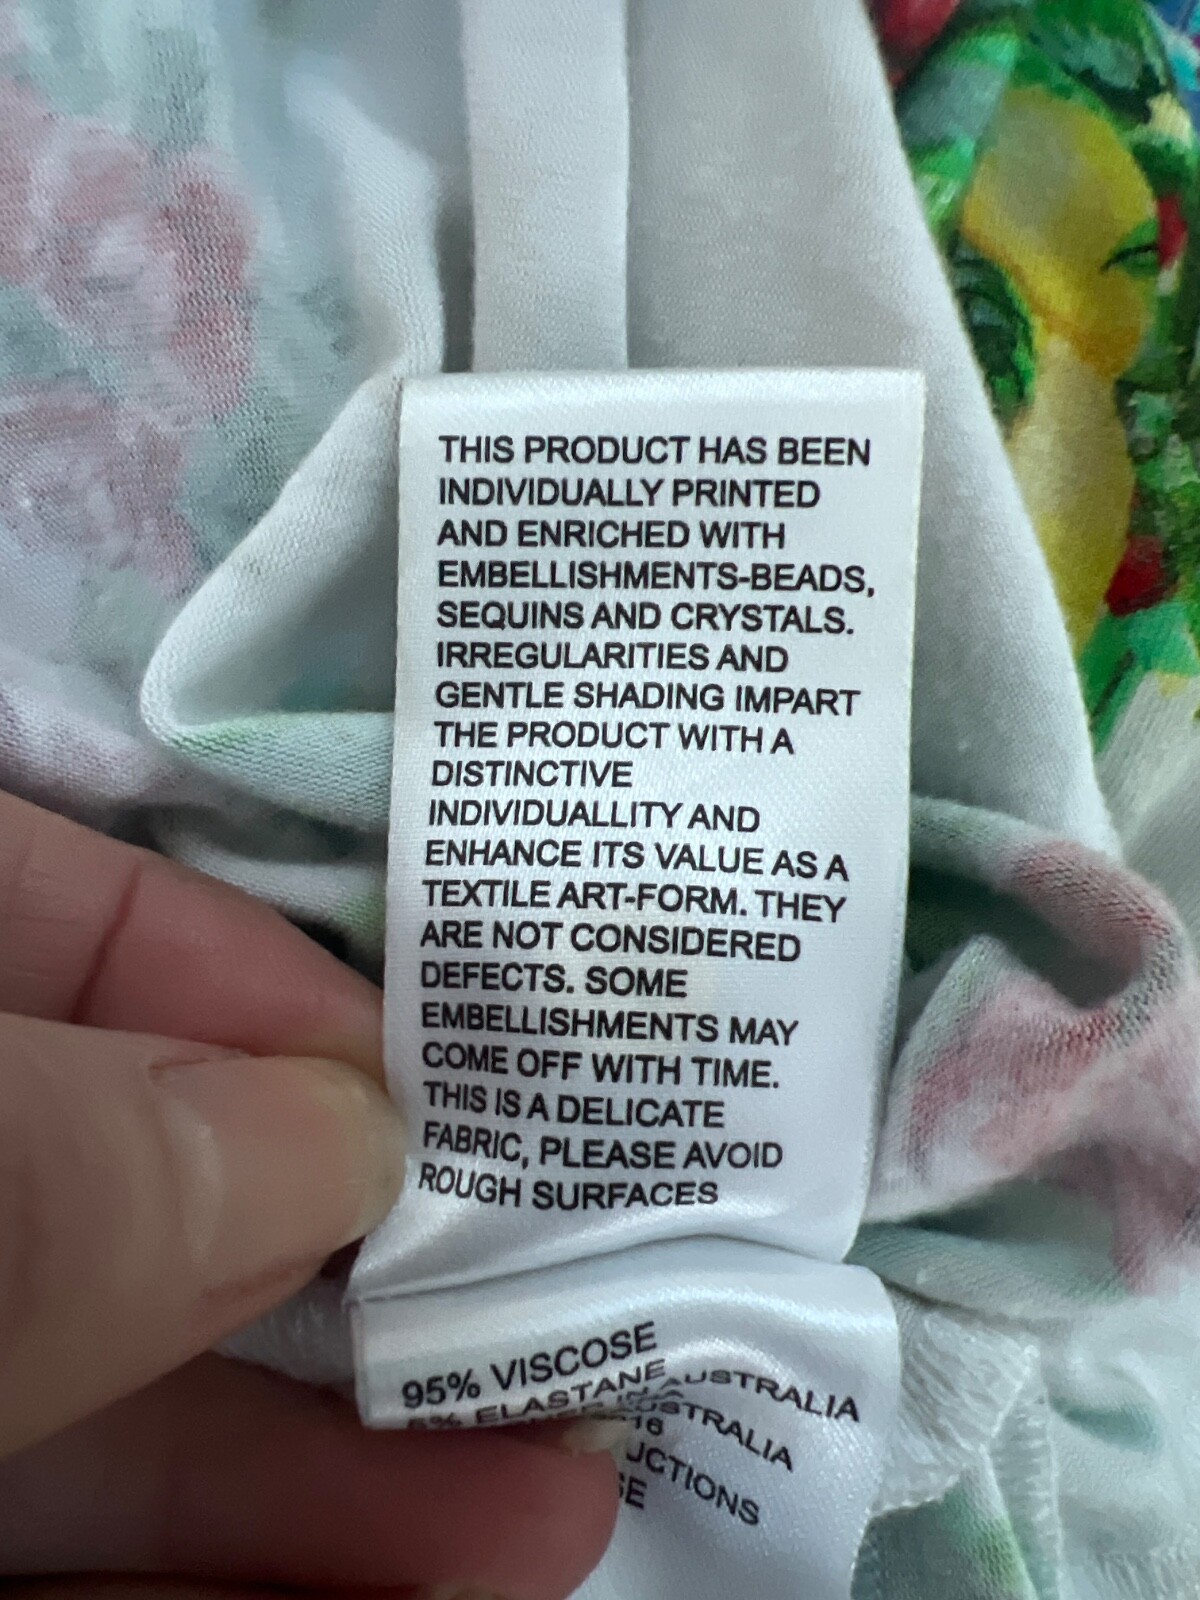 THIS PRODUCT HAS BEEN
INDIVIDUALLY PRINTED
AND ENRICHED WITH
EMBELLISHMENTS-BEADS,
SEQUINS AND CRYSTALS.
IRREGULARITIES AND
GENTLE SHADING IMPART
THE PRODUCT WITH A
DISTINCTIVE
INDIVIDUALLITY AND
ENHANCE ITS VALUE AS A
TEXTILE ART-FORM. THEY
ARE NOT CONSIDERED
DEFECTS. SOME
EMBELLISHMENTS MAY
COME OFF WITH TIME.
THIS IS A DELICATE
FABRIC, PLEASE AVOID
ROUGH SURFACES
95% VISCOSE
5% ELASTANE
AUSTRALIA
AUSTRALIA